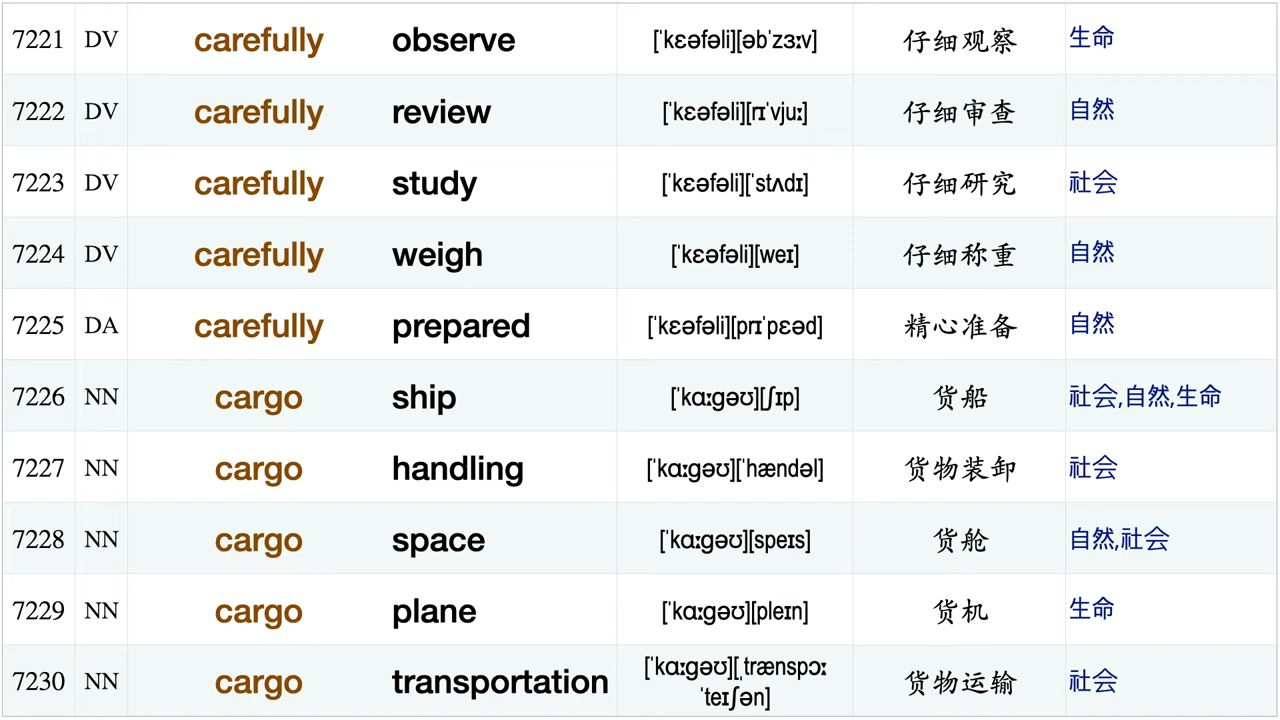 7221 DV carefully observe [ˈkɛəfəli][əbˈzɜːv] 仔细观察 生命
7222 DV carefully review [ˈkɛəfəli][rɪˈvjuː] 仔细审查 自然
7223 DV carefully study [ˈkɛəfəli][ˈstʌdɪ] 仔细研究 社会
7224 DV carefully weigh [ˈkɛəfəli][weɪ] 仔细称重 自然
7225 DA carefully prepared [ˈkɛəfəli][prɪˈpɛəd] 精心准备 自然
7226 NN cargo ship [ˈkɑːgəʊ][ʃɪp] 货船 社会,自然,生命
7227 NN cargo handling [ˈkɑːgəʊ][ˈhændəl] 货物装卸 社会
7228 NN cargo space [ˈkɑːgəʊ][speɪs] 货舱 自然,社会
7229 NN cargo plane [ˈkɑːgəʊ][pleɪn] 货机 生命
7230 NN cargo transportation [ˈkɑːgəʊ][ˌtrænspɔː 货物运输 社会
ˈteɪʃən]